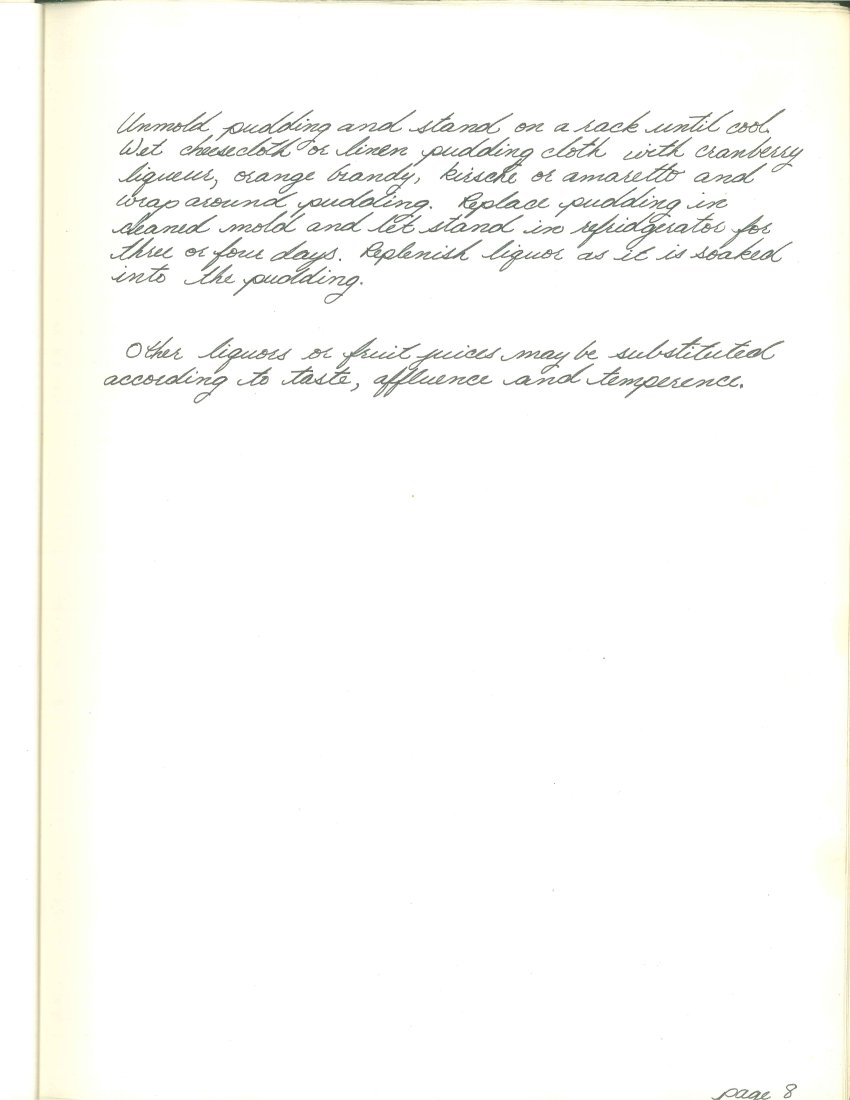 Unmold pudding and stand on a rack until cool.
Wet cheesecloth or linen pudding cloth with cranberry
liqueur, orange brandy, kirsche or amaretto and
wrap around pudding. Replace pudding in
cleaned mold and let stand in refridgerator for
three or four days. Replenish liquor as it is soaked
into the pudding.
Other liquors or fruit juices may be substituted
according to taste, affluence and temperence.
page 8